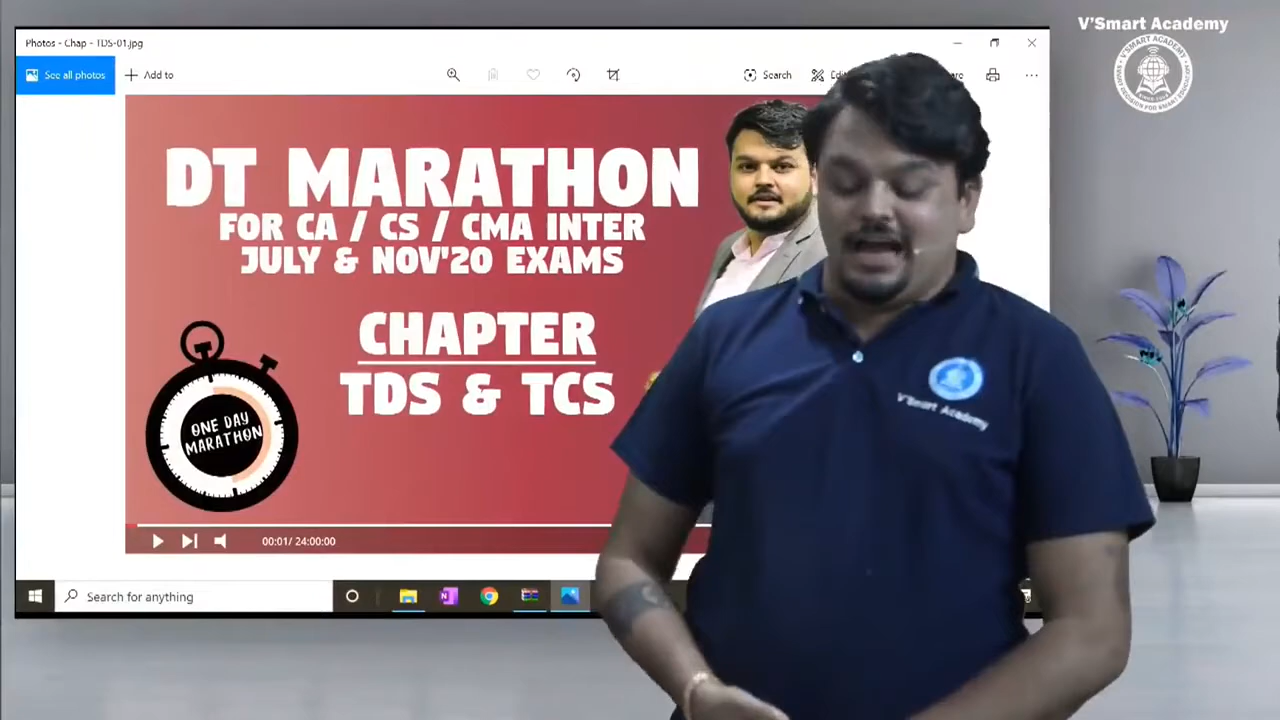 V'Smart Academy
Photos - Chap - TDS-01.jpg
See all photos
Add to
Search
DT MARATHON
FOR CA / CS / CMA INTER
JULY & NOV'20 EXAMS
CHAPTER
TDS & TCS
ONE DAY
MARATHON
00:01/ 24:00:00
Search for anything
V'Smart Academy